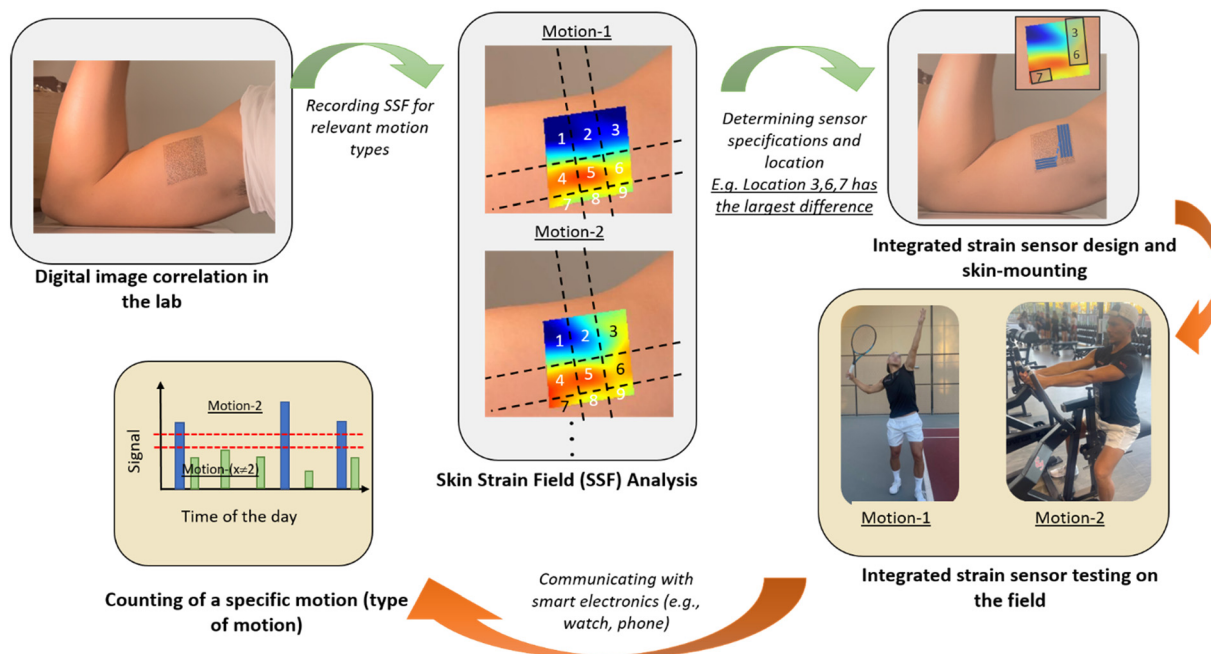 Digital image correlation in
the lab
Recording SSF for
relevant motion
types
Motion-1
1 2 3
4 5 6
7 8 9
Motion-2
1 2 3
4 5 6
7 8 9
Skin Strain Field (SSF) Analysis
Determining sensor
specifications and
location
E.g. Location 3,6,7 has
the largest difference
3
6
7
Integrated strain sensor design and
skin-mounting
Motion-1
Motion-2
Integrated strain sensor testing on
the field
Communicating with
smart electronics (e.g.,
watch, phone)
Signal
Motion-2
Motion-(x≠2)
Time of the day
Counting of a specific motion (type
of motion)